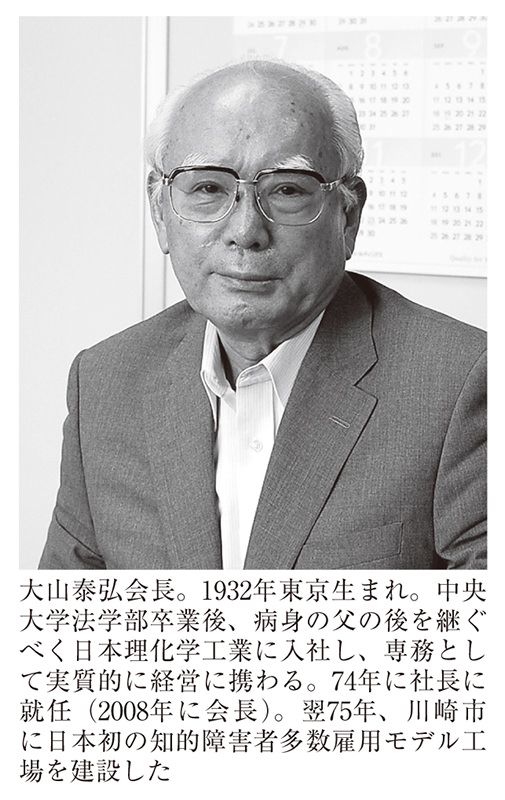 7
8
9
12
大山泰弘会長。1932年東京生まれ。中央
大学法学部卒業後、病身の父の後を継ぐ
べく日本理化学工業に入社し、専務とし
て実質的に経営に携わる。74年に社長に
就任（2008年に会長）。翌75年、川崎市
に日本初の知的障害者多数雇用モデル工
場を建設した